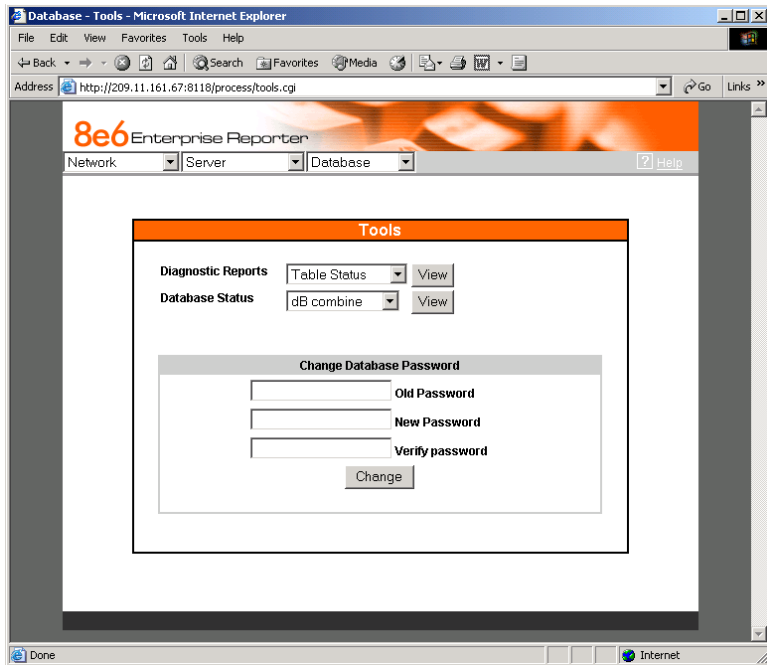 Database - Tools - Microsoft Internet Explorer
File Edit View Favorites Tools Help
Back Search Favorites Media
Address http://209.11.161.67:8118/process/tools.cgi Go Links »
8e6 Enterprise Reporter
Network Server Database ? Help
Tools
Diagnostic Reports Table Status View
Database Status dB combine View
Change Database Password
Old Password
New Password
Verify password
Change
Done Internet